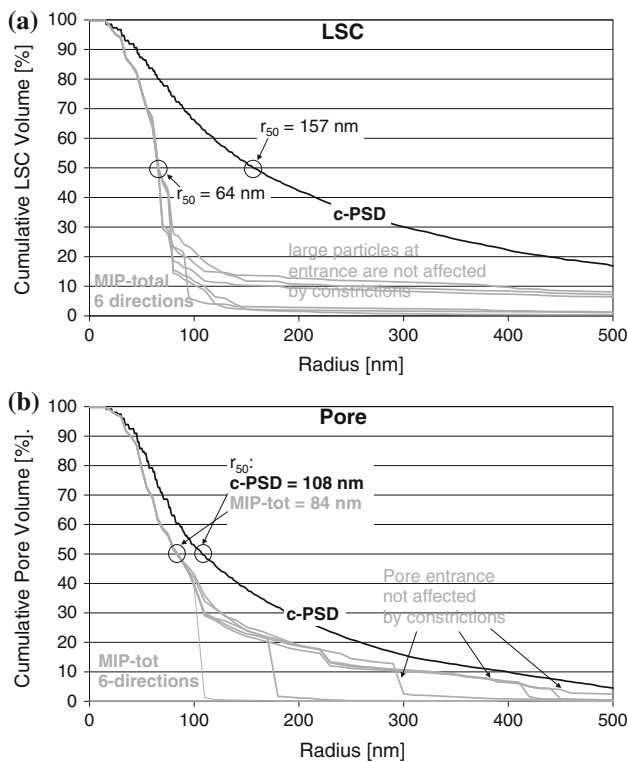 (a)
LSC
Cumulative LSC Volume [%]
100
90
80
70
60
50
40
30
20
10
0
r50 = 157 nm
r50 = 64 nm
c-PSD
large particles at
entrance are not affected
by constrictions
MIP-total
6 directions
0
100
200
300
400
500
Radius [nm]
(b)
Pore
Cumulative Pore Volume [%].
100
90
80
70
60
50
40
30
20
10
0
r50:
c-PSD = 108 nm
MIP-tot = 84 nm
Pore entrance
not affected
by constrictions
c-PSD
MIP-tot
6-directions
0
100
200
300
400
500
Radius [nm]